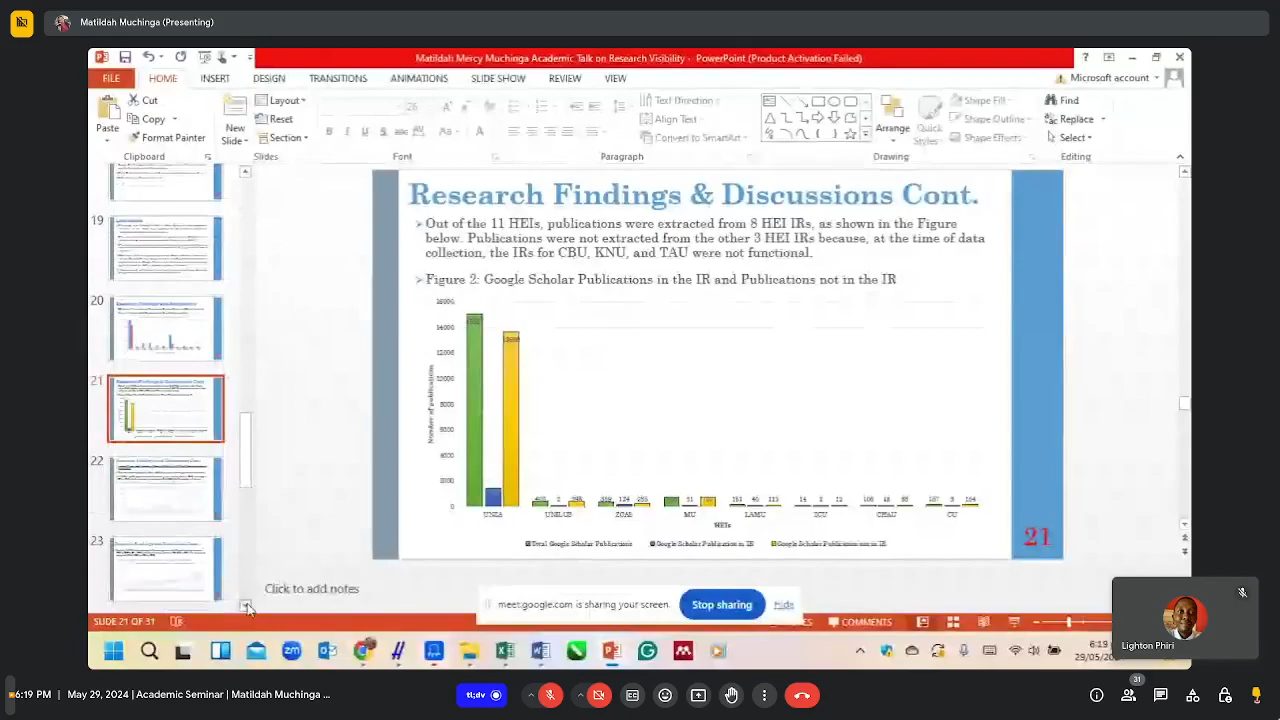 Matildah Muchinga (Presenting)
Matildah Mercy Muchinga Academic Talk on Research Visibility - PowerPoint (Product Activation Failed)
FILE HOME INSERT DESIGN TRANSITIONS ANIMATIONS SLIDE SHOW REVIEW VIEW Microsoft account
Paste Cut Copy Format Painter
Clipboard
New Slide Layout Reset Section
Slides
26
Font
Text Direction Align Text Convert to SmartArt
Paragraph
Arrange Quick Styles Shape Fill Shape Outline Shape Effects
Drawing
Find Replace Select
Editing
19
20
21
22
23
Research Findings & Discussions Cont.
Out of the 11 HEIs, publications were extracted from 8 HEI IRs, as shown in the Figure
below. Publications were not extracted from the other 3 HEI IRs because, at the time of data
collection, the IRs for CBU, KNU, and TAU were not functional.
Figure 2: Google Scholar Publications in the IR and Publications not in the IR
Number of publications
16000
14000
12000
10000
8000
6000
4000
2000
0
UNZA MU LAMU CU
HEIs
Total Google Scholar Publications Google Scholar Publication in IR Google Scholar Publications not in IR
21
Click to add notes
meet.google.com is sharing your screen. Stop sharing Hide
SLIDE 21 OF 31 COMMENTS
6:19
29/05/
Lighton Phiri
31
6:19 PM | May 29, 2024 | Academic Seminar | Matildah Muchinga ...
tl;dv